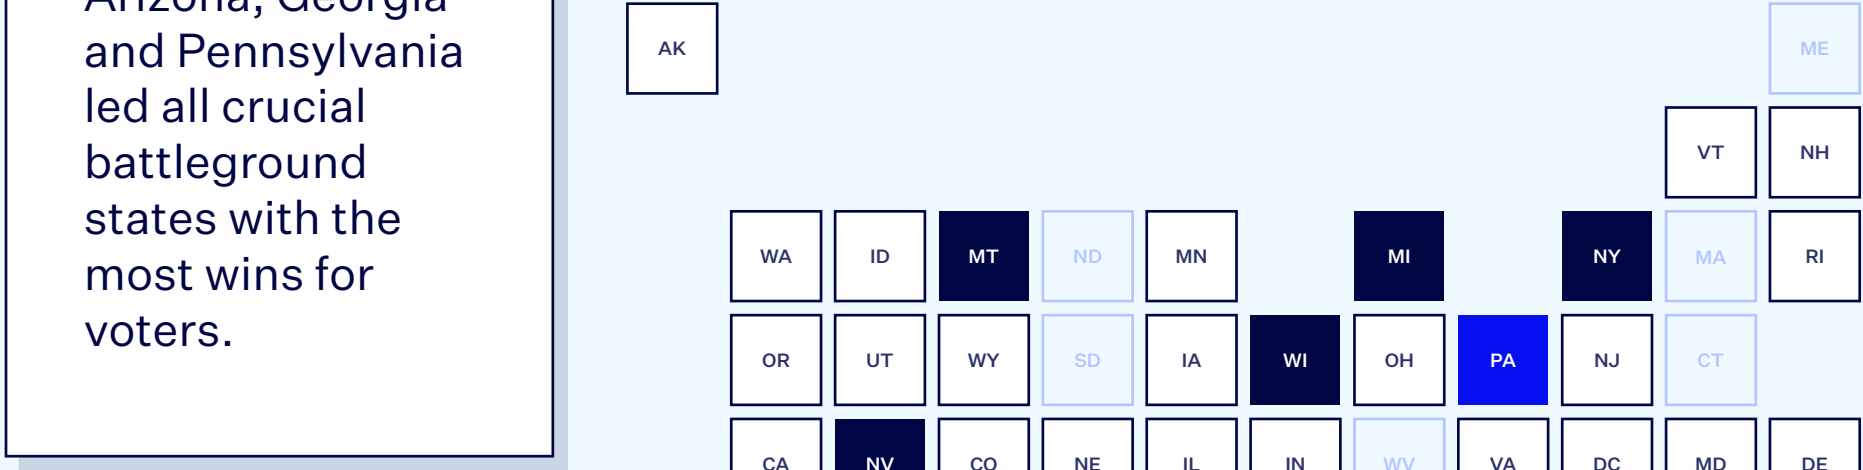 Arizona, Georgia
and Pennsylvania
led all crucial
battleground
states with the
most wins for
voters.
AK ME
VT NH
WA ID MT ND MN MI NY MA RI
OR UT WY SD IA WI OH PA NJ CT
CA NV CO NE IL IN WV VA DC MD DE